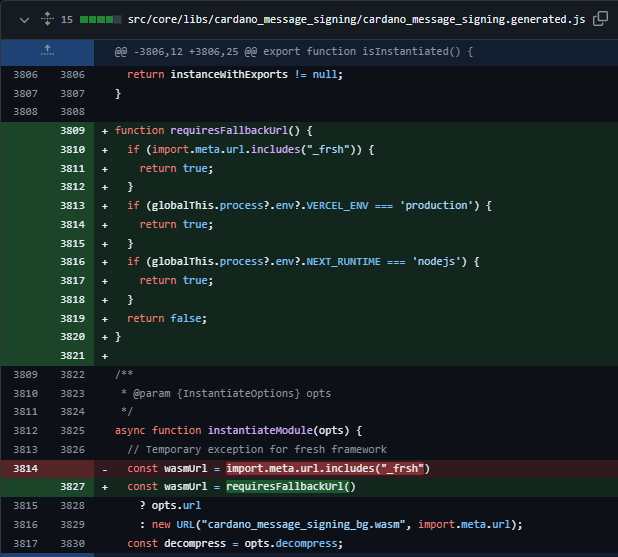 15 src/core/libs/cardano_message_signing/cardano_message_signing.generated.js
@@ -3806,12 +3806,25 @@ export function isInstantiated() {
3806 3806 return instanceWithExports != null;
3807 3807 }
3808 3808
3809 + function requiresFallbackUrl() {
3810 + if (import.meta.url.includes("_frsh")) {
3811 + return true;
3812 + }
3813 + if (globalThis.process?.env?.VERCEL_ENV === 'production') {
3814 + return true;
3815 + }
3816 + if (globalThis.process?.env?.NEXT_RUNTIME === 'nodejs') {
3817 + return true;
3818 + }
3819 + return false;
3820 + }
3821 +
3809 3822 /**
3810 3823 * @param {InstantiateOptions} opts
3811 3824 */
3812 3825 async function instantiateModule(opts) {
3813 3826 // Temporary exception for fresh framework
3814 - const wasmUrl = import.meta.url.includes("_frsh")
3827 + const wasmUrl = requiresFallbackUrl()
3815 3828 ? opts.url
3816 3829 : new URL("cardano_message_signing_bg.wasm", import.meta.url);
3817 3830 const decompress = opts.decompress;